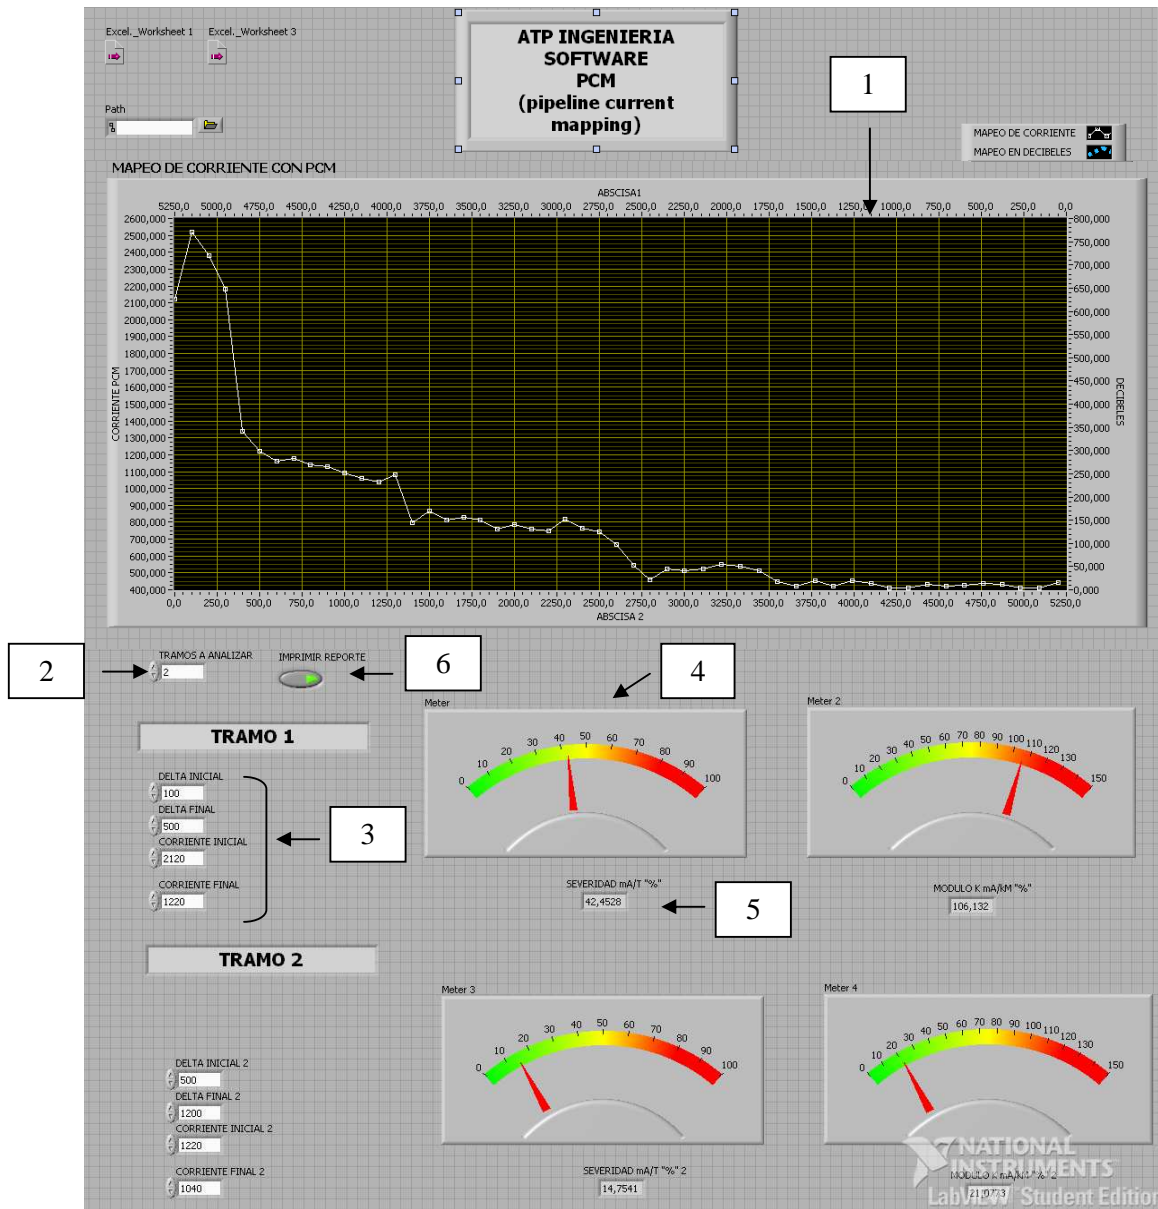 Excel._Worksheet 1
Excel._Worksheet 3
Path
ATP INGENIERIA
SOFTWARE
PCM
(pipeline current
mapping)
1
MAPEO DE CORRIENTE
MAPEO EN DECIBELES
MAPEO DE CORRIENTE CON PCM
ABSCISA1
5250,0 5000,0 4750,0 4500,0 4250,0 4000,0 3750,0 3500,0 3250,0 3000,0 2750,0 2500,0 2250,0 2000,0 1750,0 1500,0 1250,0 1000,0 750,0 500,0 250,0 0,0
CORRIENTE PCM
2600,000
2500,000
2400,000
2300,000
2200,000
2100,000
2000,000
1900,000
1800,000
1700,000
1600,000
1500,000
1400,000
1300,000
1200,000
1100,000
1000,000
900,000
800,000
700,000
600,000
500,000
400,000
800,000
750,000
700,000
650,000
600,000
550,000
500,000
450,000
400,000
350,000
300,000
250,000
200,000
150,000
100,000
50,000
0,000
DECIBELES
0,0 250,0 500,0 750,0 1000,0 1250,0 1500,0 1750,0 2000,0 2250,0 2500,0 2750,0 3000,0 3250,0 3500,0 3750,0 4000,0 4250,0 4500,0 4750,0 5000,0 5250,0
ABSCISA 2
2
TRAMOS A ANALIZAR
2
IMPRIMIR REPORTE
6
4
TRAMO 1
DELTA INICIAL
100
DELTA FINAL
500
CORRIENTE INICIAL
2120
CORRIENTE FINAL
1220
3
Meter
0 10 20 30 40 50 60 70 80 90 100
SEVERIDAD mA/T "%"
42,4528
5
Meter 2
0 10 20 30 40 50 60 70 80 90 100 110 130 150
MODULO K mA/kM "%"
106,132
TRAMO 2
DELTA INICIAL 2
500
DELTA FINAL 2
1200
CORRIENTE INICIAL 2
1220
CORRIENTE FINAL 2
1040
Meter 3
0 10 20 30 40 50 60 70 80 90 100
SEVERIDAD mA/T "%" 2
14,7541
Meter 4
0 10 20 30 40 50 60 70 80 90 100 110 130 150
MODULO K mA/kM "%" 2
21,0773
NATIONAL
INSTRUMENTS
LabVIEW Student Edition